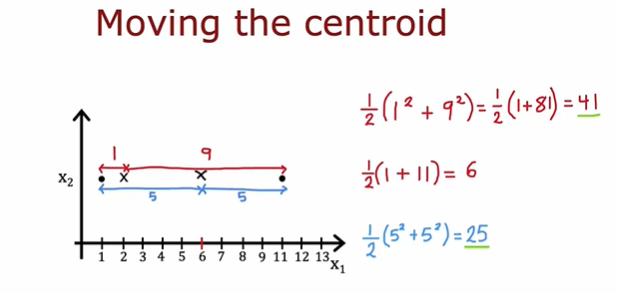 Moving the centroid
½(1² + 9²) = ½(1+81) = 41
1 9
x₂
x x
5 5
½(1 + 11) = 6
½(5² + 5²) = 25
1 2 3 4 5 6 7 8 9 11 12 13 x₁